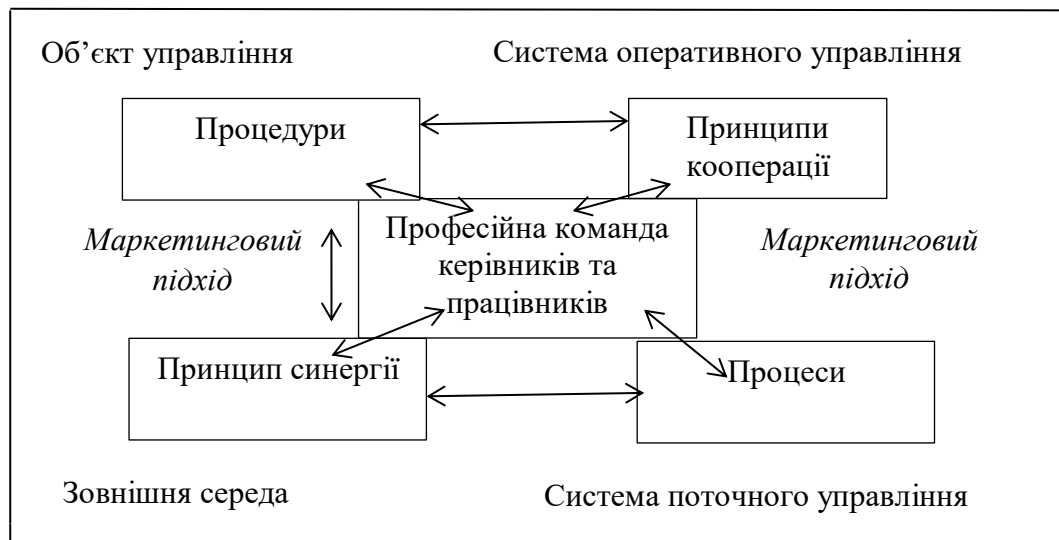 Об’єкт управління
Система оперативного управління
Процедури
Принципи
кооперації
Маркетинговий
підхід
Професійна команда
керівників та
працівників
Маркетинговий
підхід
Принцип синергії
Процеси
Зовнішня середа
Система поточного управління